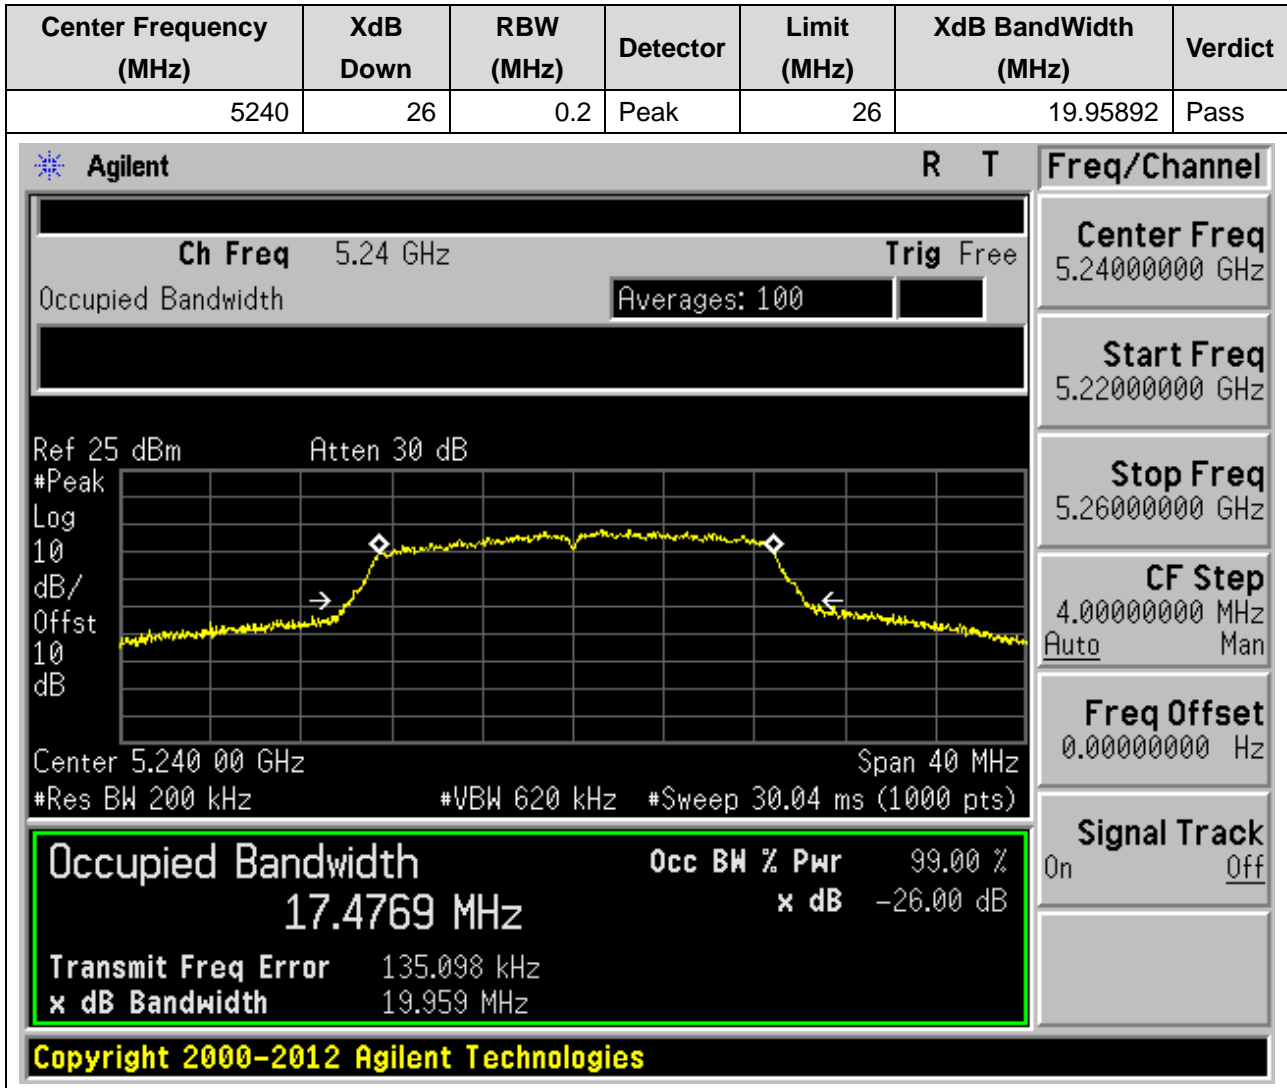 Center Frequency (MHz) XdB Down RBW (MHz) Detector Limit (MHz) XdB BandWidth (MHz) Verdict
5240 26 0.2 Peak 26 19.95892 Pass
Agilent R T Freq/Channel
Ch Freq 5.24 GHz Trig Free
Occupied Bandwidth Averages: 100
Center Freq
5.24000000 GHz
Start Freq
5.22000000 GHz
Stop Freq
5.26000000 GHz
CF Step
4.00000000 MHz
Auto Man
Freq Offset
0.00000000 Hz
Signal Track
On Off
Ref 25 dBm Atten 30 dB
#Peak
Log
10
dB/
Offst
10
dB
Center 5.240 00 GHz Span 40 MHz
#Res BW 200 kHz #VBW 620 kHz #Sweep 30.04 ms (1000 pts)
Occupied Bandwidth Occ BW % Pwr 99.00 %
17.4769 MHz x dB -26.00 dB
Transmit Freq Error 135.098 kHz
x dB Bandwidth 19.959 MHz
Copyright 2000-2012 Agilent Technologies